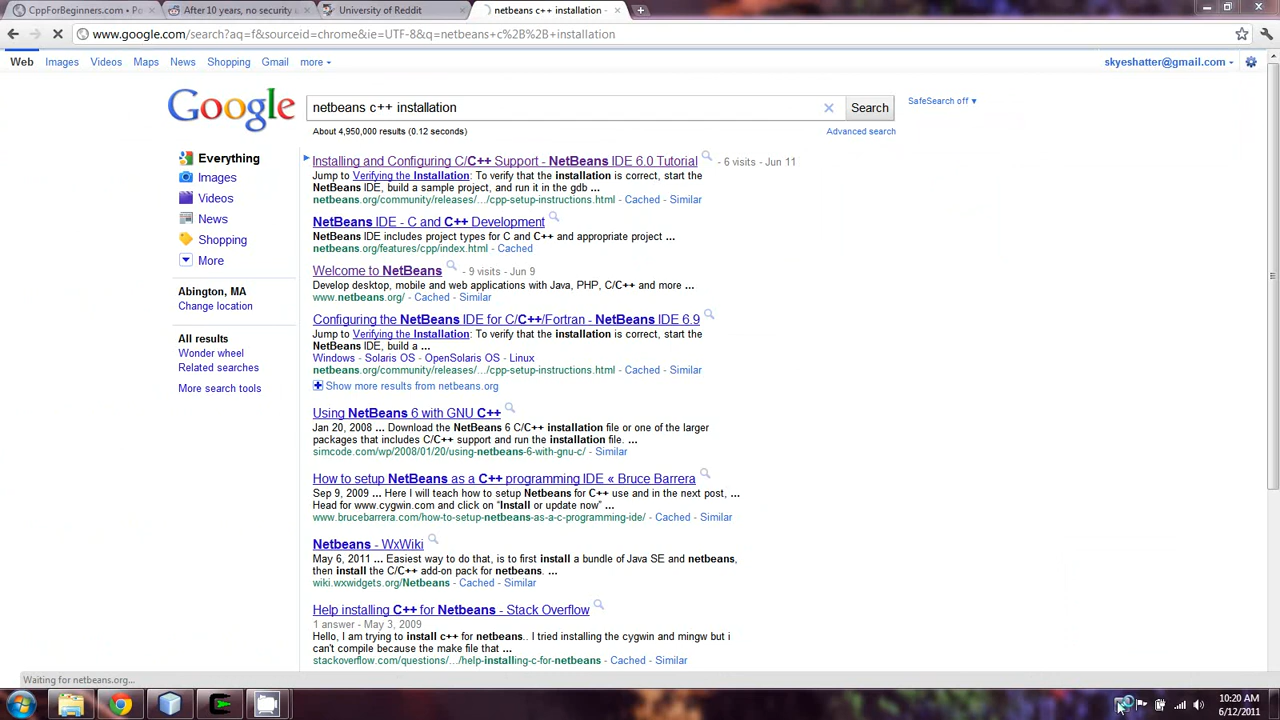 CppForBeginners.com • Po
After 10 years, no security
University of Reddit
netbeans c++ installation -
www.google.com/search?aq=f&sourceid=chrome&ie=UTF-8&q=netbeans+c%2B%2B+installation
Web Images Videos Maps News Shopping Gmail more
skyeshatter@gmail.com
Google
netbeans c++ installation
Search
SafeSearch off
About 4,950,000 results (0.12 seconds)
Advanced search
Everything
Images
Videos
News
Shopping
More
Abington, MA
Change location
All results
Wonder wheel
Related searches
More search tools
Installing and Configuring C/C++ Support - NetBeans IDE 6.0 Tutorial - 6 visits - Jun 11
Jump to Verifying the Installation: To verify that the installation is correct, start the
NetBeans IDE, build a sample project, and run it in the gdb ...
netbeans.org/community/releases/.../cpp-setup-instructions.html - Cached - Similar
NetBeans IDE - C and C++ Development
NetBeans IDE includes project types for C and C++ and appropriate project ...
netbeans.org/features/cpp/index.html - Cached
Welcome to NetBeans - 9 visits - Jun 9
Develop desktop, mobile and web applications with Java, PHP, C/C++ and more ...
www.netbeans.org/ - Cached - Similar
Configuring the NetBeans IDE for C/C++/Fortran - NetBeans IDE 6.9
Jump to Verifying the Installation: To verify that the installation is correct, start the
NetBeans IDE, build a ...
Windows - Solaris OS - OpenSolaris OS - Linux
netbeans.org/community/releases/.../cpp-setup-instructions.html - Cached - Similar
Show more results from netbeans.org
Using NetBeans 6 with GNU C++
Jan 20, 2008 ... Download the NetBeans 6 C/C++ installation file or one of the larger
packages that includes C/C++ support and run the installation file. ...
simcode.com/wp/2008/01/20/using-netbeans-6-with-gnu-c/ - Similar
How to setup NetBeans as a C++ programming IDE « Bruce Barrera
Sep 9, 2009 ... Here I will teach how to setup Netbeans for C++ use and in the next post, ...
Head for www.cygwin.com and click on “Install or update now” ...
www.brucebarrera.com/how-to-setup-netbeans-as-a-c-programming-ide/ - Cached - Similar
Netbeans - WxWiki
May 6, 2011 ... Easiest way to do that, is to first install a bundle of Java SE and netbeans,
then install the C/C++ add-on pack for netbeans. ...
wiki.wxwidgets.org/Netbeans - Cached - Similar
Help installing C++ for Netbeans - Stack Overflow
1 answer - May 3, 2009
Hello, I am trying to install c++ for netbeans.. I tried installing the cygwin and mingw but i
can't compile because the make file that ...
stackoverflow.com/questions/.../help-installing-c-for-netbeans - Cached - Similar
Waiting for netbeans.org...
10:20 AM
6/12/2011